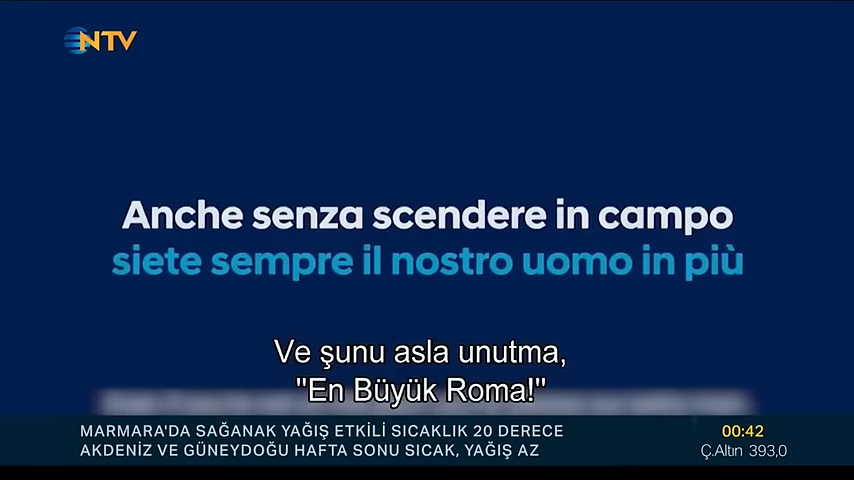 NTV
Anche senza scendere in campo
siete sempre il nostro uomo in più
Ve şunu asla unutma,
"En Büyük Roma!"
MARMARA'DA SAĞANAK YAĞIŞ ETKİLİ SICAKLIK 20 DERECE
00:42
AKDENİZ VE GÜNEYDOĞU HAFTA SONU SICAK, YAĞIŞ AZ
Ç.Altın 393,0